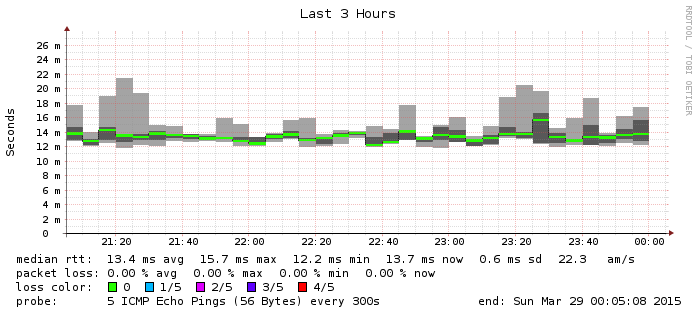 Last 3 Hours
RRDTOOL / TOBI OETIKER
Seconds
26 m
24 m
22 m
20 m
18 m
16 m
14 m
12 m
10 m
8 m
6 m
4 m
2 m
0
21:20 21:40 22:00 22:20 22:40 23:00 23:20 23:40 00:00
median rtt: 13.4 ms avg 15.7 ms max 12.2 ms min 13.7 ms now 0.6 ms sd 22.3 am/s
packet loss: 0.00 % avg 0.00 % max 0.00 % min 0.00 % now
loss color: 0 1/5 2/5 3/5 4/5
probe: 5 ICMP Echo Pings (56 Bytes) every 300s end: Sun Mar 29 00:05:08 2015